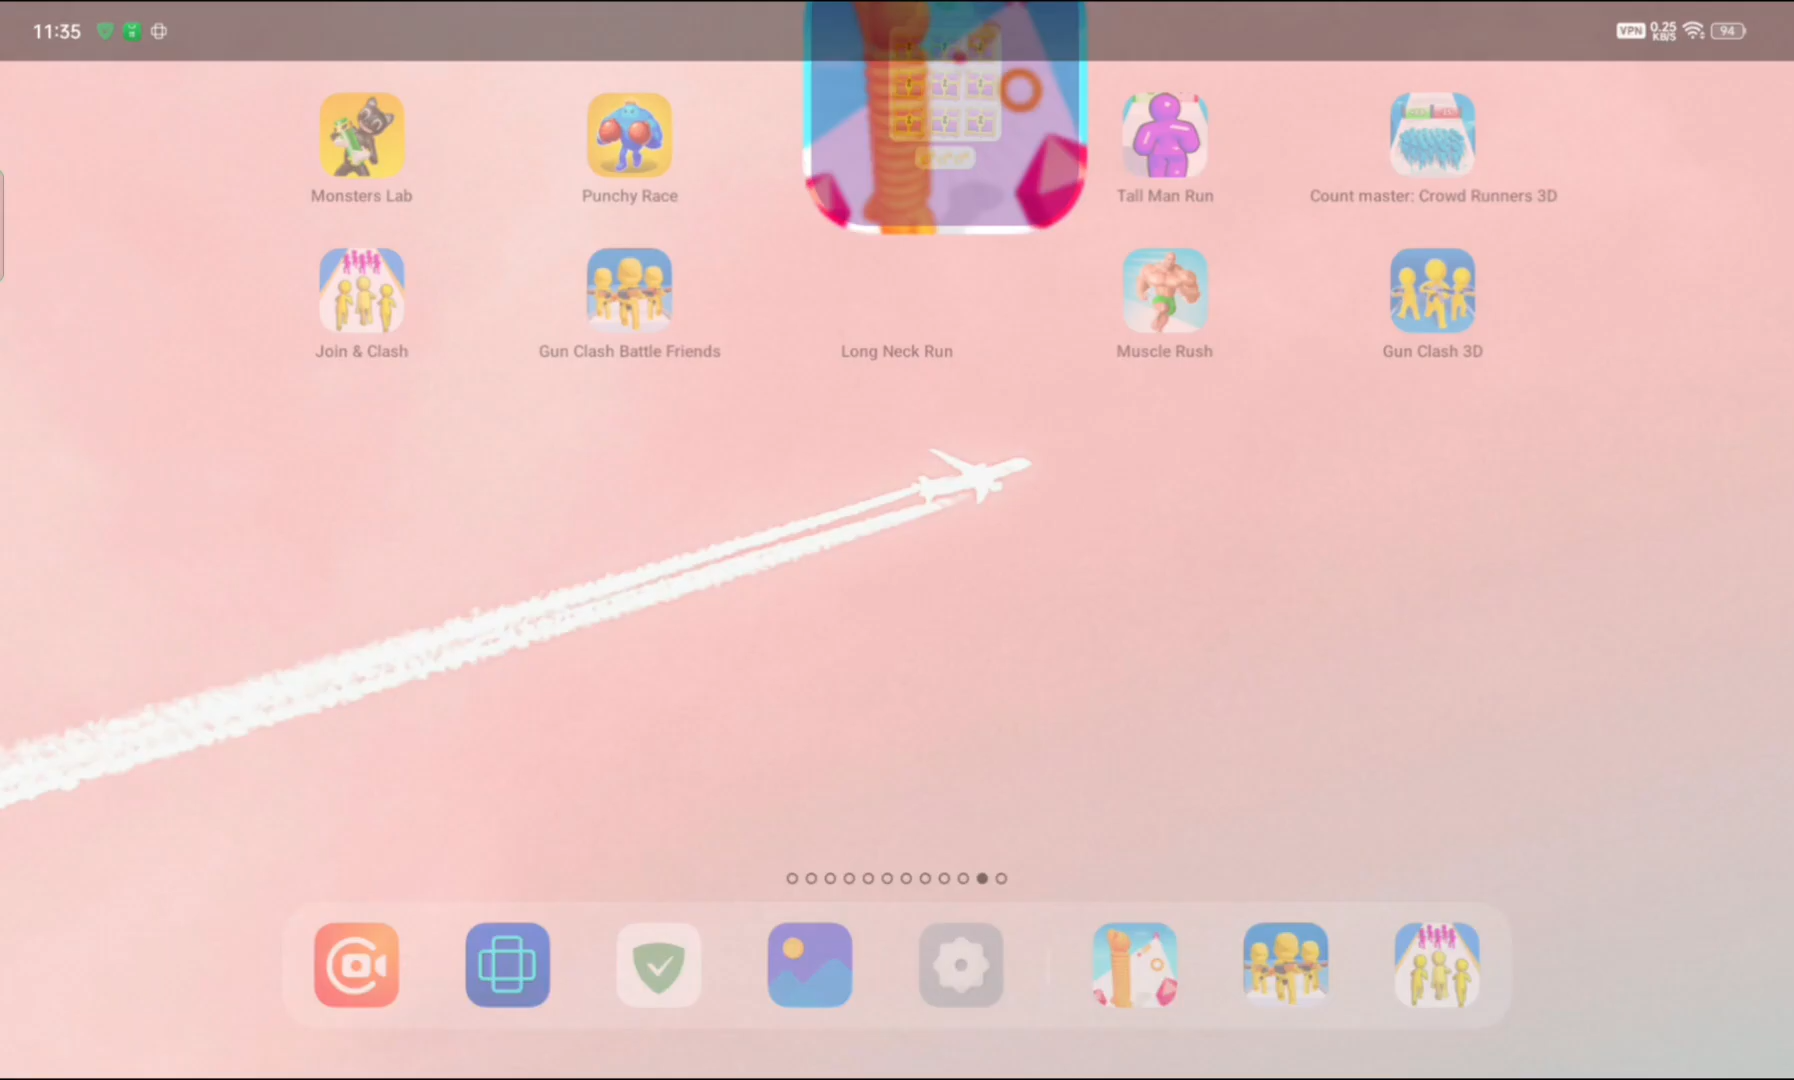 11:35
VPN 0.25 KB/S 94
Monsters Lab
Punchy Race
Tall Man Run
Count master: Crowd Runners 3D
Join & Clash
Gun Clash Battle Friends
Long Neck Run
Muscle Rush
Gun Clash 3D